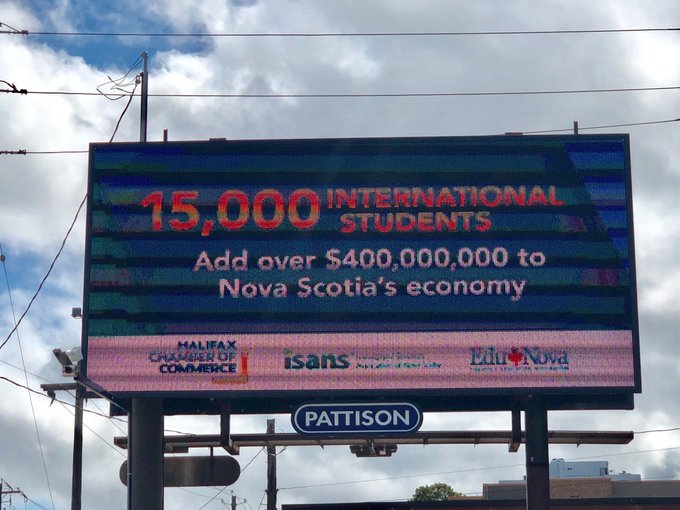 15,000 INTERNATIONAL
STUDENTS
Add over $400,000,000 to
Nova Scotia's economy
HALIFAX
CHAMBER OF
COMMERCE
isans
EduNova
PATTISON